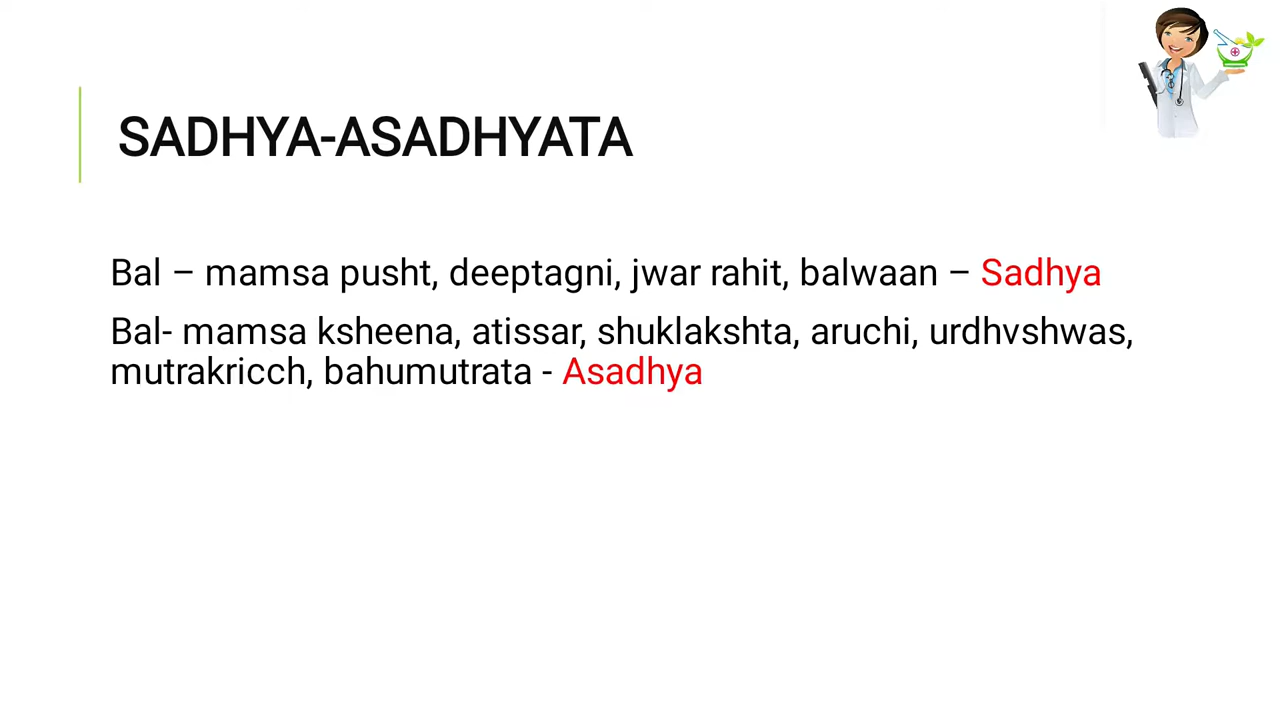 SADHYA-ASADHYATA
Bal – mamsa pusht, deeptagni, jwar rahit, balwaan – Sadhya
Bal- mamsa ksheena, atissar, shuklakshta, aruchi, urdhvshwas,
mutrakricch, bahumutrata - Asadhya